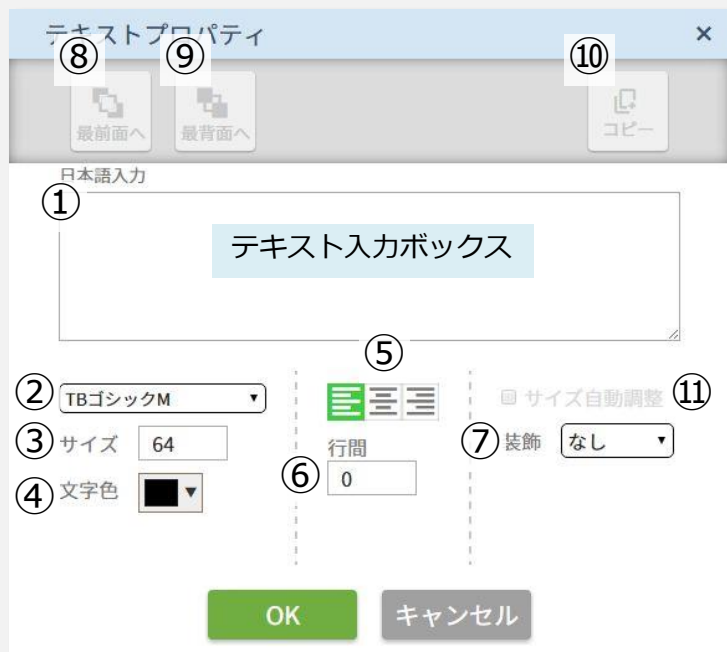 テキストプロパティ ×
⑧ ⑨ ⑩
最前面へ 最背面へ コピー
日本語入力
①
テキスト入力ボックス
⑤
② TBゴシックM ▼
サイズ自動調整 ⑪
③ サイズ 64
行間
⑦ 装飾 なし ▼
④ 文字色 ▼
⑥ 0
OK キャンセル